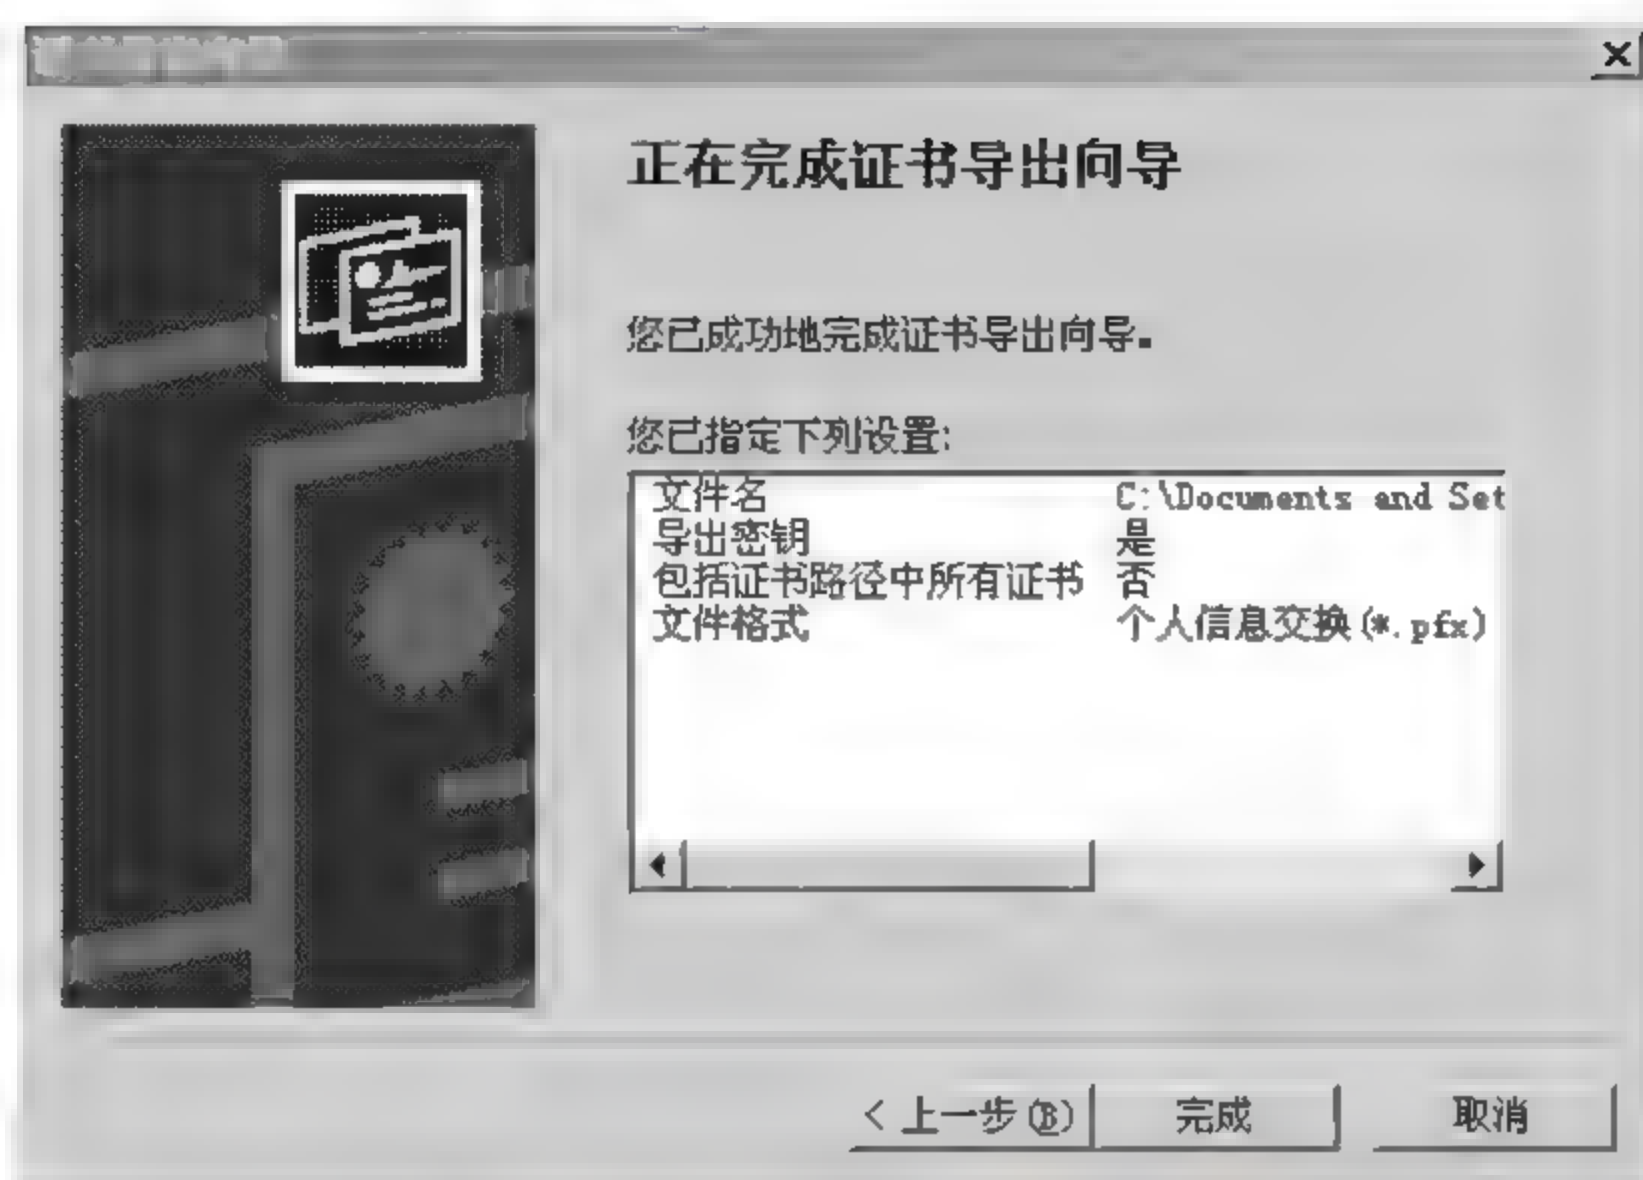 正在完成证书导出向导
您已成功地完成证书导出向导。
您已指定下列设置:
文件名 C:\Documents and Set
导出密钥 是
包括证书路径中所有证书 否
文件格式 个人信息交换(*.pfx)
< 上一步(B) 完成 取消